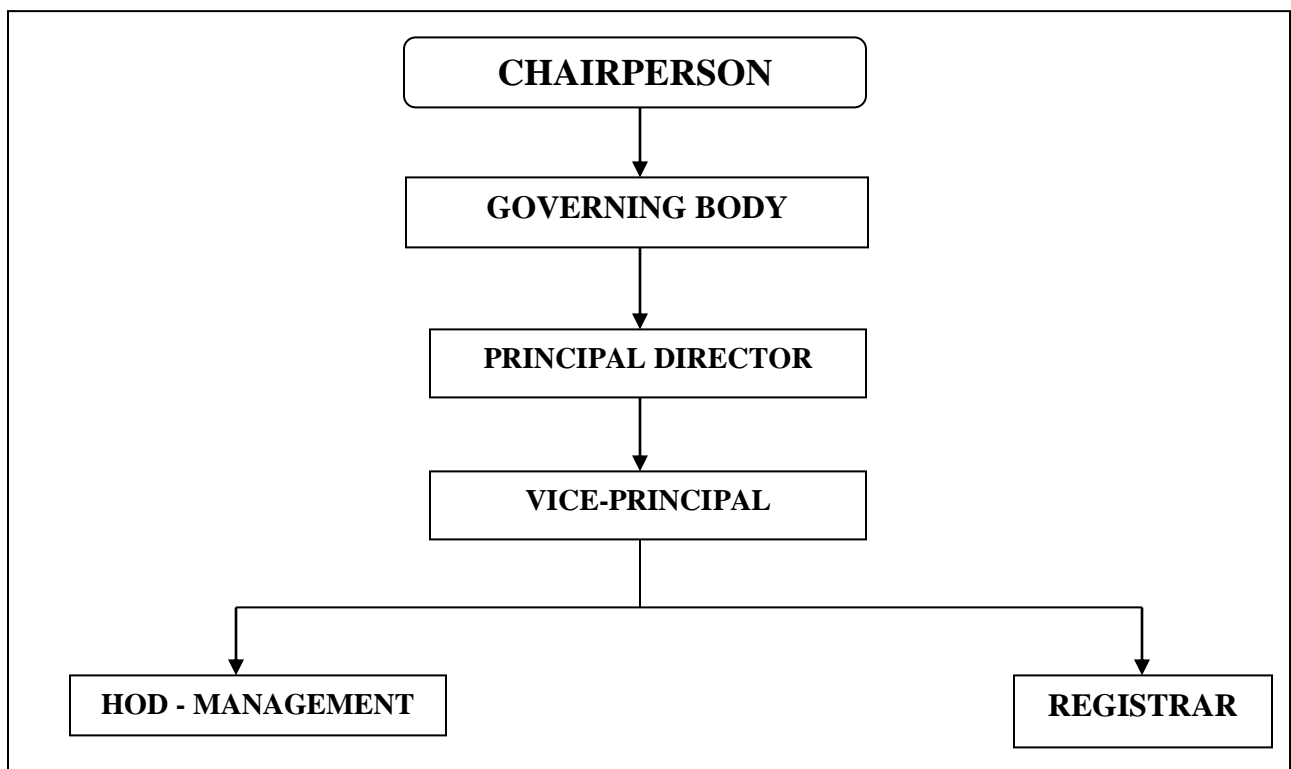 CHAIRPERSON
GOVERNING BODY
PRINCIPAL DIRECTOR
VICE-PRINCIPAL
HOD - MANAGEMENT
REGISTRAR